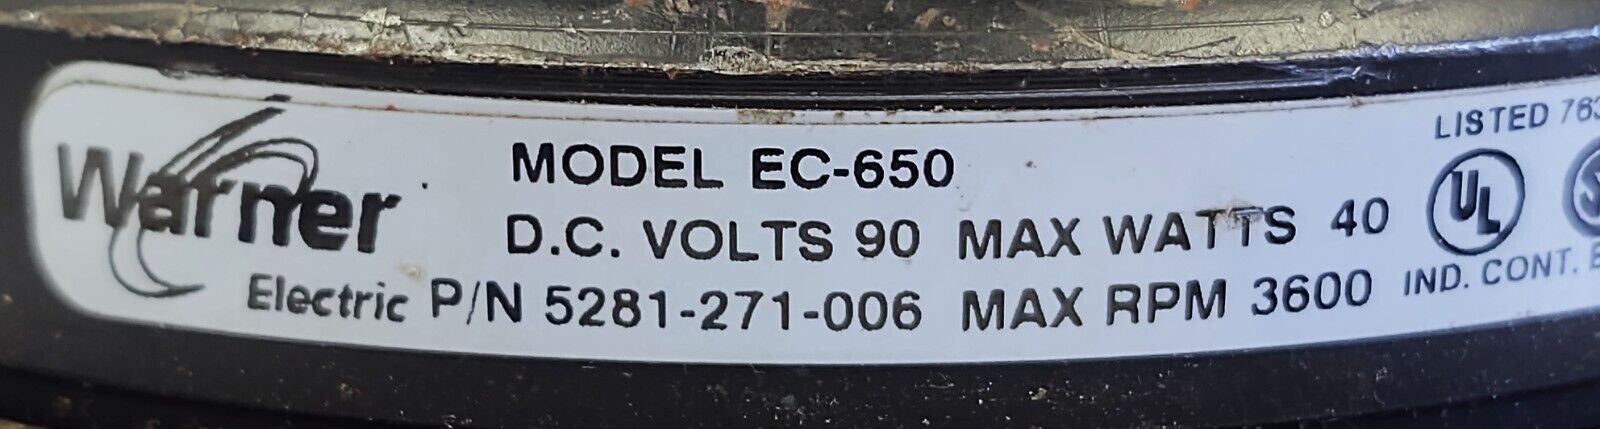 Warner
Electric
MODEL EC-650
D.C. VOLTS 90 MAX WATTS 40
P/N 5281-271-006 MAX RPM 3600
LISTED
UL
IND. CONT.